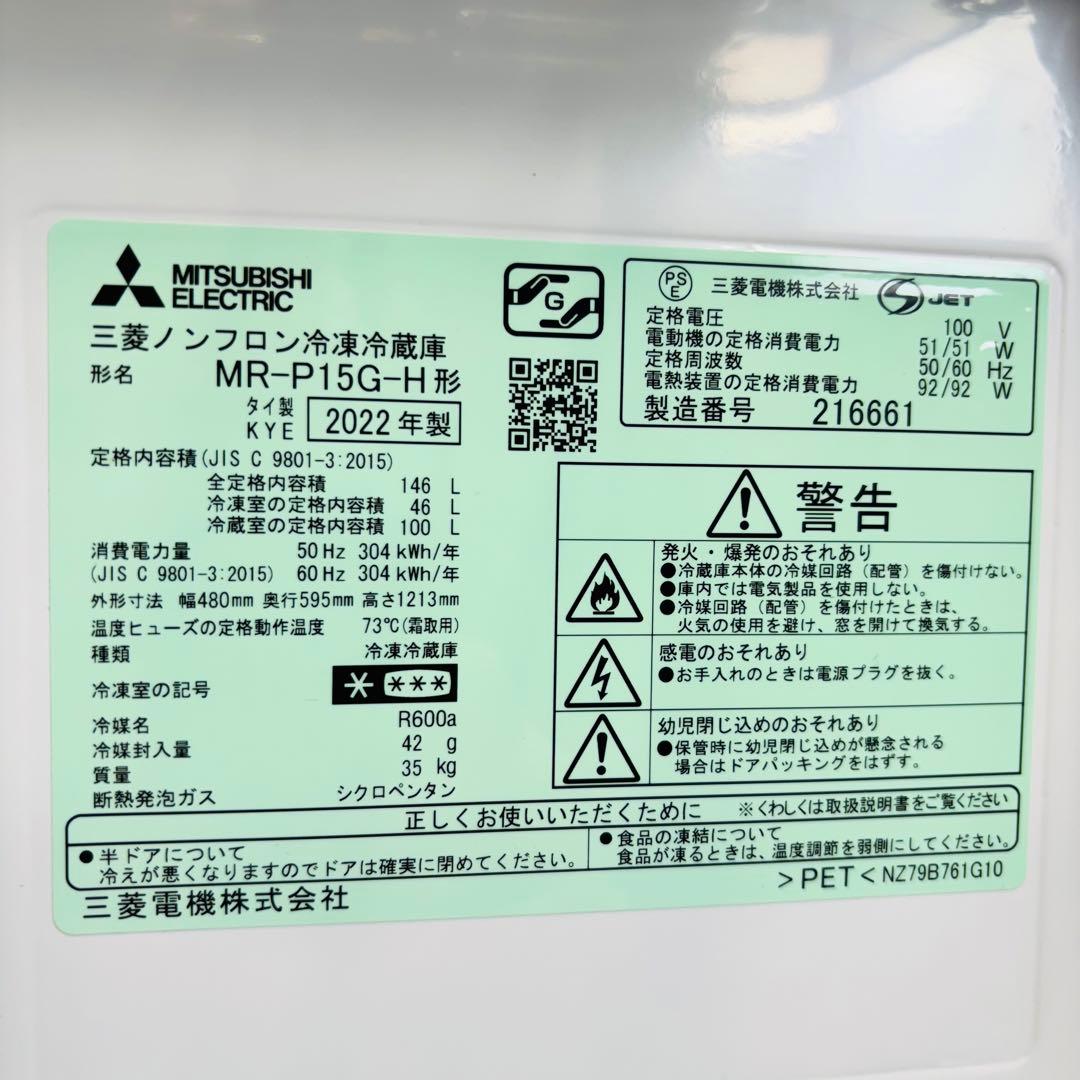 MITSUBISHI
ELECTRIC
三菱ノンフロン冷凍冷蔵庫
形名 MR-P15G-H形
タイ製
KYE 2022年製
定格内容積(JIS C 9801-3:2015)
全定格内容積 146 L
冷凍室の定格内容積 46 L
冷蔵室の定格内容積 100 L
消費電力量 50Hz 304kWh/年
(JIS C 9801-3:2015) 60Hz 304kWh/年
外形寸法 幅480mm 奥行595mm 高さ1213mm
温度ヒューズの定格動作温度 73℃(霜取用)
種類 冷凍冷蔵庫
冷凍室の記号 * ***
冷媒名 R600a
冷媒封入量 42 g
質量 35 kg
断熱発泡ガス シクロペンタン
G
PS
E
三菱電機株式会社 S JET
定格電圧 100 V
電動機の定格消費電力 51/51 W
定格周波数 50/60 Hz
電熱装置の定格消費電力 92/92 W
製造番号 216661
警告
発火・爆発のおそれあり
●冷蔵庫本体の冷媒回路(配管)を傷付けない。
●庫内では電気製品を使用しない。
●冷媒回路(配管)を傷付けたときは、
火気の使用を避け、窓を開けて換気する。
感電のおそれあり
●お手入れのときは電源プラグを抜く。
幼児閉じ込めのおそれあり
●保管時に幼児閉じ込めが懸念される
場合はドアパッキングをはずす。
正しくお使いいただくために ※くわしくは取扱説明書をご覧ください
●半ドアについて
冷えが悪くなりますのでドアは確実に閉めてください。
●食品の凍結について
食品が凍るときは、温度調節を弱側にしてください。
三菱電機株式会社
>PET< NZ79B761G10